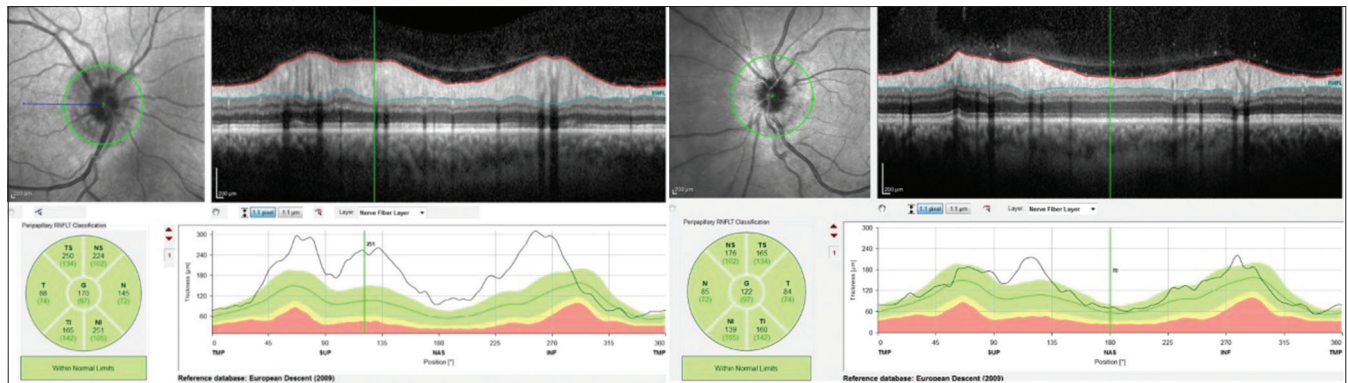 RNFL
200 µm
200 µm
1:1 pixel
1:1 µm
Layer:
Nerve Fiber Layer
Peripapillary RNFLT Classification
TS
250
(134)
NS
224
(102)
T
88
(74)
G
170
(97)
N
145
(72)
TI
165
(142)
NI
251
(105)
Within Normal Limits
1
Thickness [µm]
300
240
180
120
60
251
0
45
90
135
180
225
270
315
360
TMP
SUP
NAS
INF
TMP
Position [°]
Reference database: European Descent (2009)
RNFL
200 µm
200 µm
1:1 pixel
1:1 µm
Layer:
Nerve Fiber Layer
Peripapillary RNFLT Classification
NS
176
(102)
TS
165
(134)
N
85
(72)
G
122
(97)
T
84
(74)
NI
139
(105)
TI
160
(142)
Within Normal Limits
1
Thickness [µm]
300
240
180
120
60
0
0
45
90
135
180
225
270
315
360
TMP
SUP
NAS
INF
TMP
Position [°]
Reference database: European Descent (2009)